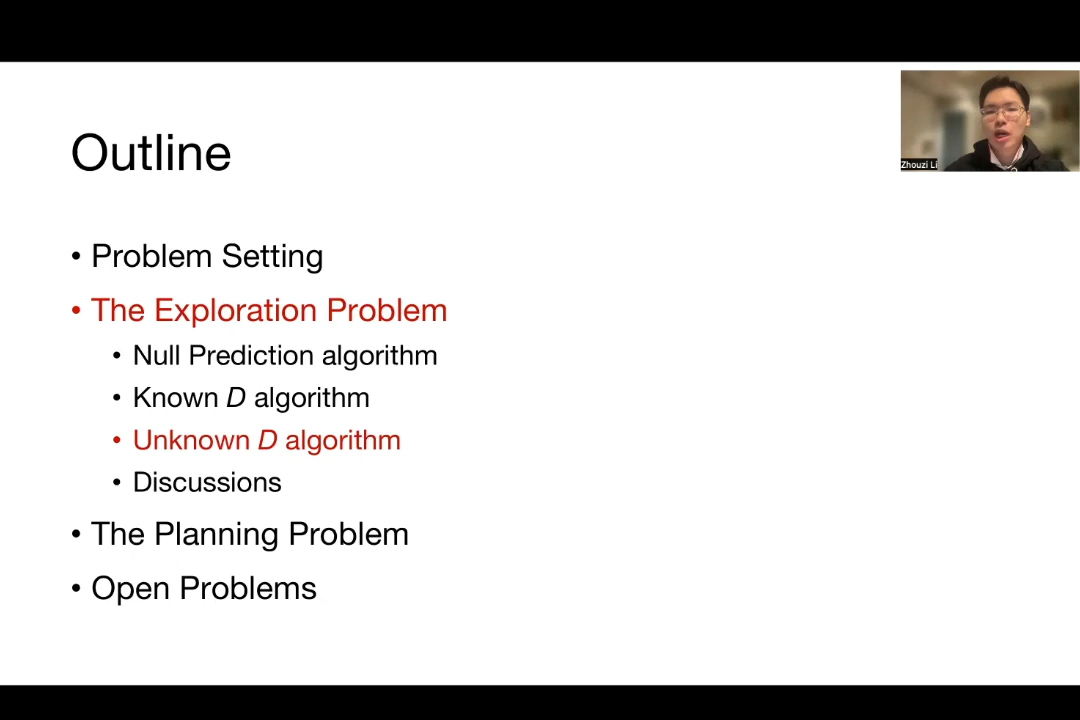 Zhouzi Li
Outline
• Problem Setting
• The Exploration Problem
• Null Prediction algorithm
• Known D algorithm
• Unknown D algorithm
• Discussions
• The Planning Problem
• Open Problems